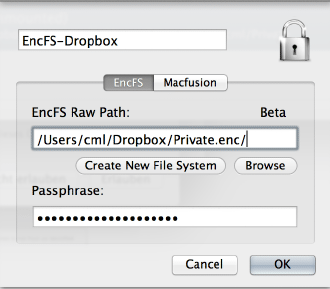 EncFS-Dropbox
EncFS Macfusion
EncFS Raw Path: Beta
/Users/cml/Dropbox/Private.enc/
Create New File System Browse
Passphrase:
••••••••••••••••••••
Cancel OK